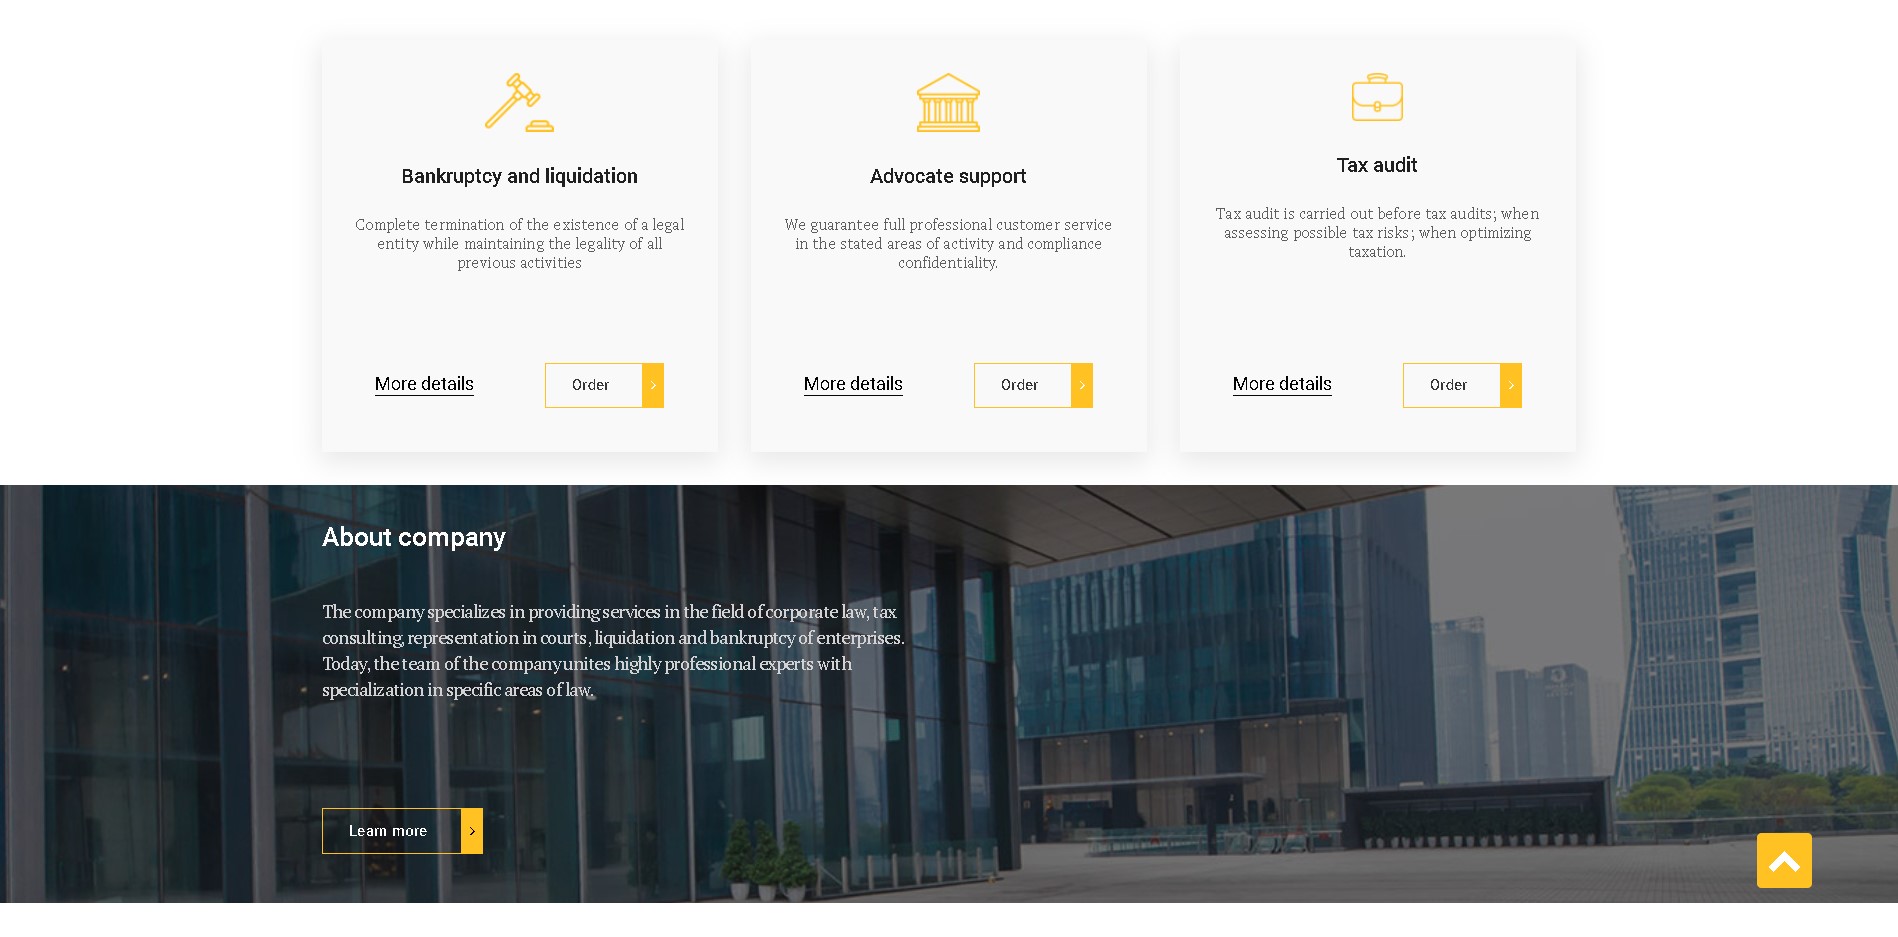 Bankruptcy and liquidation
Complete termination of the existence of a legal
entity while maintaining the legality of all
previous activities
More details
Order
Advocate support
We guarantee full professional customer service
in the stated areas of activity and compliance
confidentiality.
More details
Order
Tax audit
Tax audit is carried out before tax audits; when
assessing possible tax risks; when optimizing
taxation.
More details
Order
About company
The company specializes in providing services in the field of corporate law, tax
consulting, representation in courts, liquidation and bankruptcy of enterprises.
Today, the team of the company unites highly professional experts with
specialization in specific areas of law.
Learn more